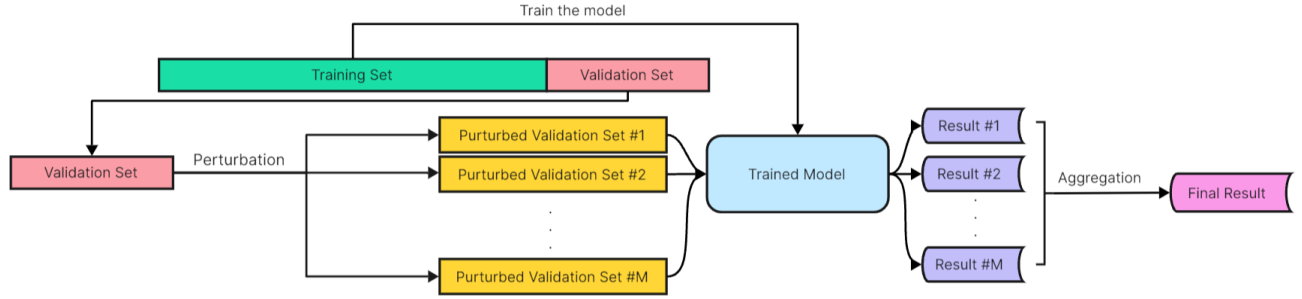 Train the model
Training Set
Validation Set
Validation Set
Perturbation
Purturbed Validation Set #1
Purturbed Validation Set #2
.
.
.
Purturbed Validation Set #M
Trained Model
Result #1
Result #2
.
.
.
Result #M
Aggregation
Final Result